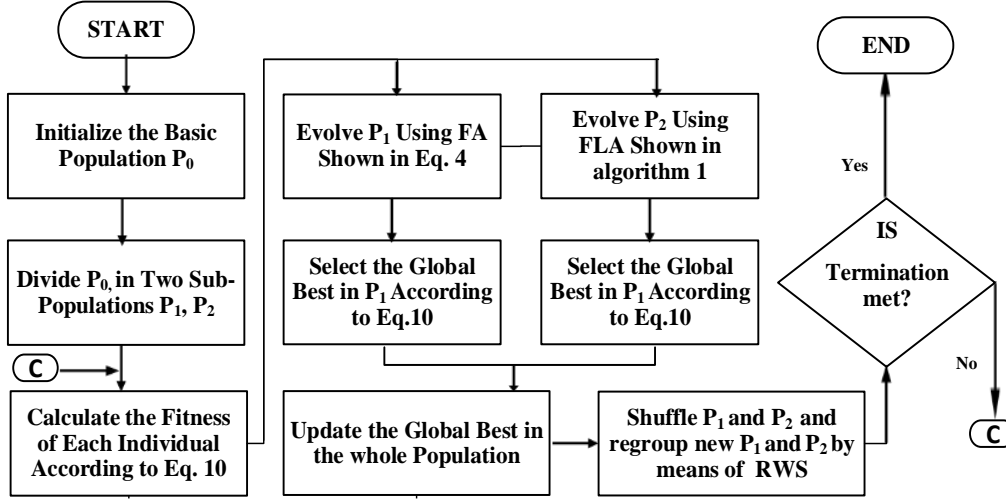 START
Initialize the Basic
Population P₀
Divide P₀, in Two Sub-
Populations P₁, P₂
C
Calculate the Fitness
of Each Individual
According to Eq. 10
Evolve P₁ Using FA
Shown in Eq. 4
Evolve P₂ Using
FLA Shown in
algorithm 1
Select the Global
Best in P₁ According
to Eq.10
Select the Global
Best in P₁ According
to Eq.10
Update the Global Best in
the whole Population
Shuffle P₁ and P₂ and
regroup new P₁ and P₂ by
means of RWS
IS
Termination
met?
Yes
END
No
C